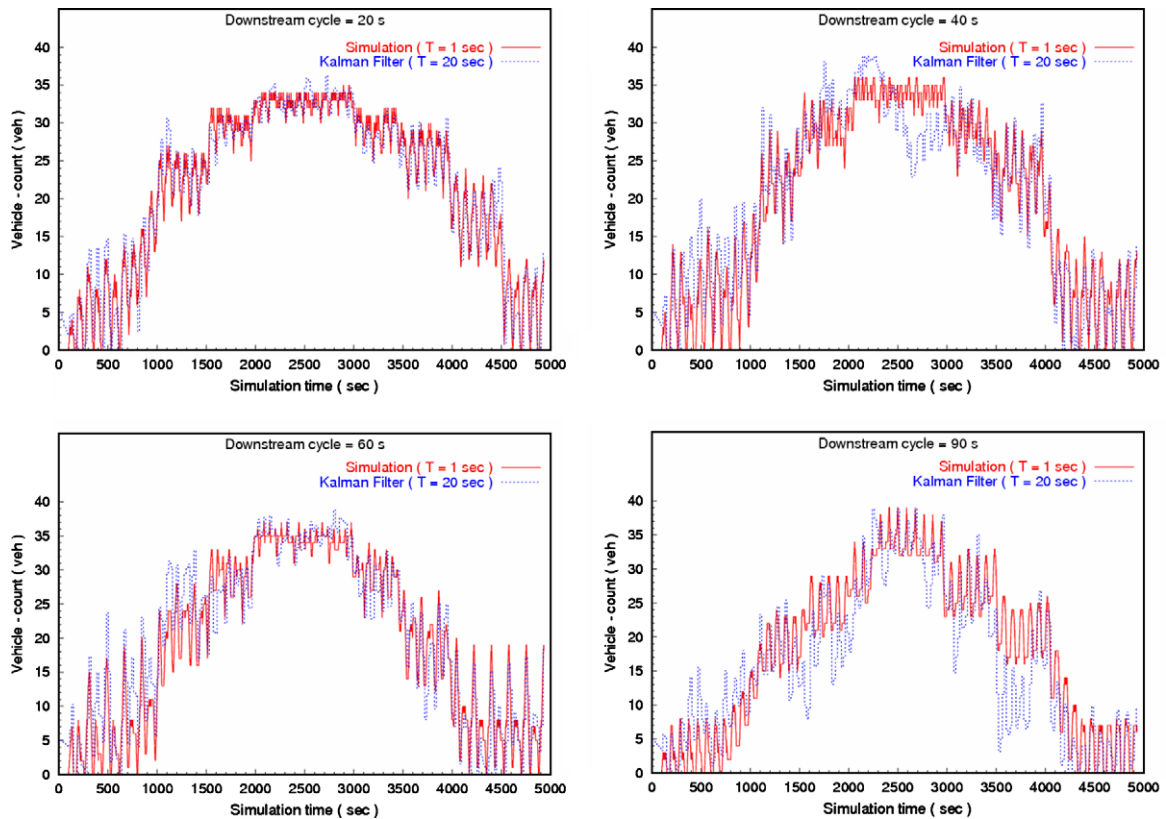 Downstream cycle = 20 s
Simulation ( T = 1 sec )
Kalman Filter ( T = 20 sec )
Vehicle - count ( veh )
40
35
30
25
20
15
10
5
0
0 500 1000 1500 2000 2500 3000 3500 4000 4500 5000
Simulation time ( sec )
Downstream cycle = 40 s
Simulation ( T = 1 sec )
Kalman Filter ( T = 20 sec )
Vehicle - count ( veh )
40
35
30
25
20
15
10
5
0
0 500 1000 1500 2000 2500 3000 3500 4000 4500 5000
Simulation time ( sec )
Downstream cycle = 60 s
Simulation ( T = 1 sec )
Kalman Filter ( T = 20 sec )
Vehicle - count ( veh )
40
35
30
25
20
15
10
5
0
0 500 1000 1500 2000 2500 3000 3500 4000 4500 5000
Simulation time ( sec )
Downstream cycle = 90 s
Simulation ( T = 1 sec )
Kalman Filter ( T = 20 sec )
Vehicle - count ( veh )
40
35
30
25
20
15
10
5
0
0 500 1000 1500 2000 2500 3000 3500 4000 4500 5000
Simulation time ( sec )